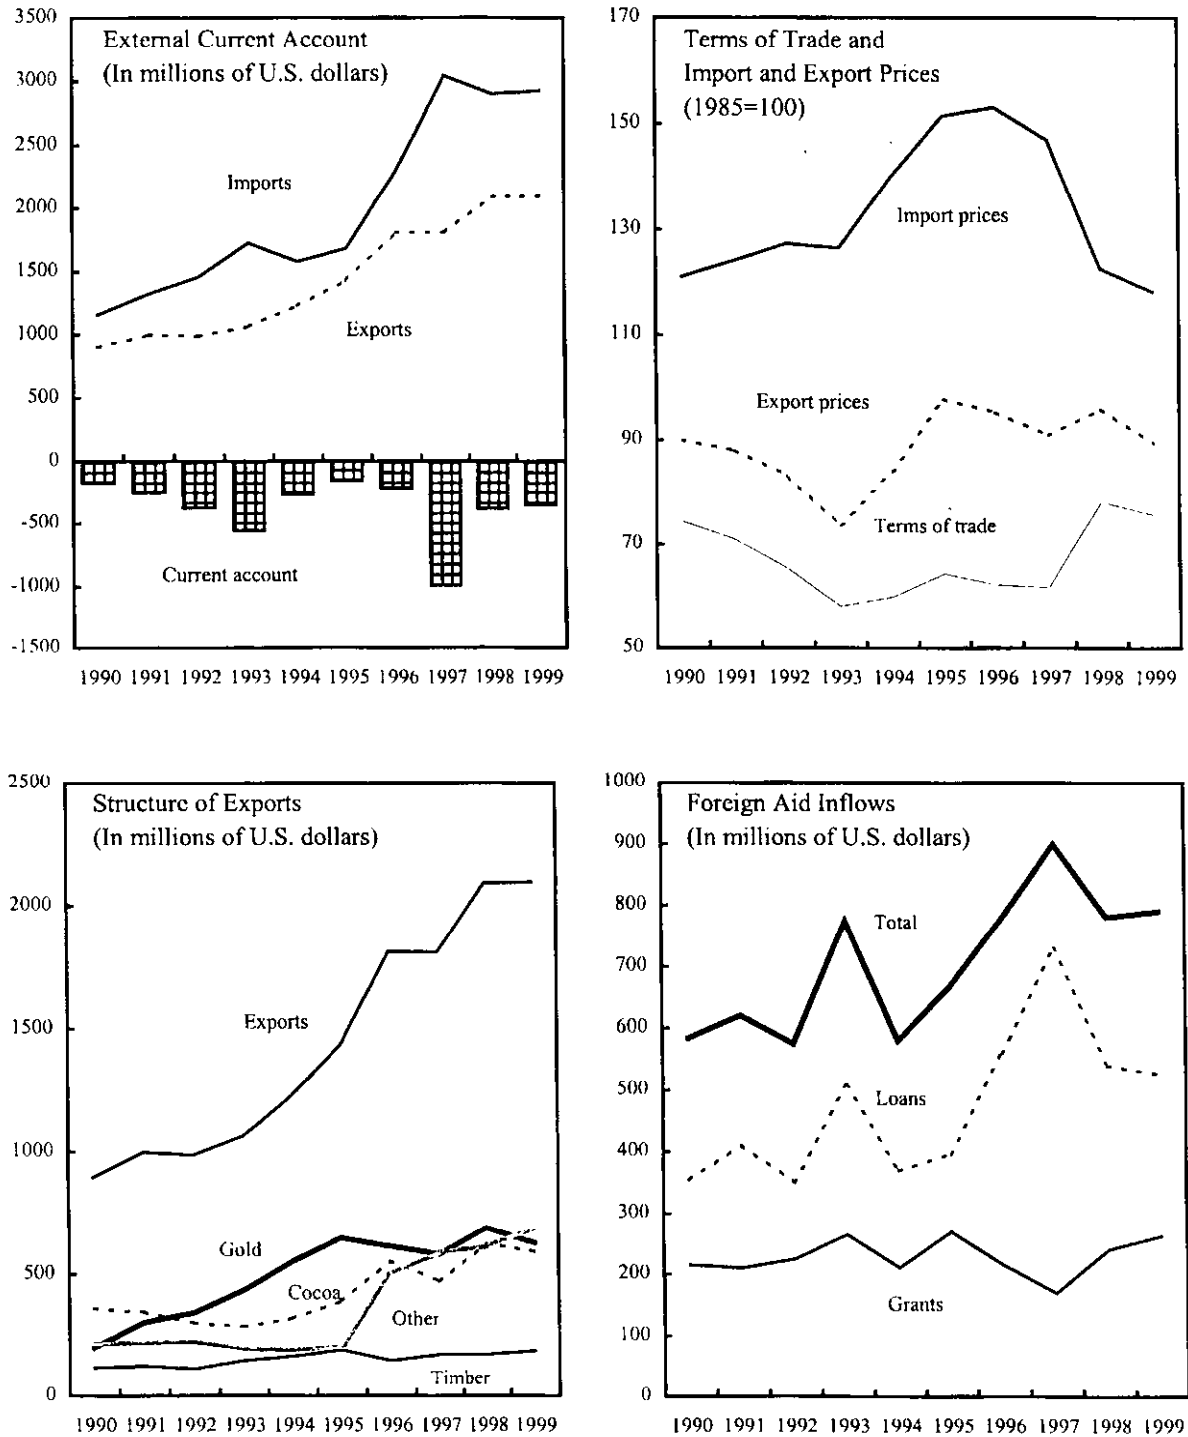 External Current Account
(In millions of U.S. dollars)
3500
3000
2500
2000
1500
1000
500
0
-500
-1000
-1500
Imports
Exports
Current account
1990 1991 1992 1993 1994 1995 1996 1997 1998 1999
Terms of Trade and
Import and Export Prices
(1985=100)
170
150
130
110
90
70
50
Import prices
Export prices
Terms of trade
1990 1991 1992 1993 1994 1995 1996 1997 1998 1999
Structure of Exports
(In millions of U.S. dollars)
2500
2000
1500
1000
500
0
Exports
Gold
Cocoa
Other
Timber
1990 1991 1992 1993 1994 1995 1996 1997 1998 1999
Foreign Aid Inflows
(In millions of U.S. dollars)
1000
900
800
700
600
500
400
300
200
100
0
Total
Loans
Grants
1990 1991 1992 1993 1994 1995 1996 1997 1998 1999